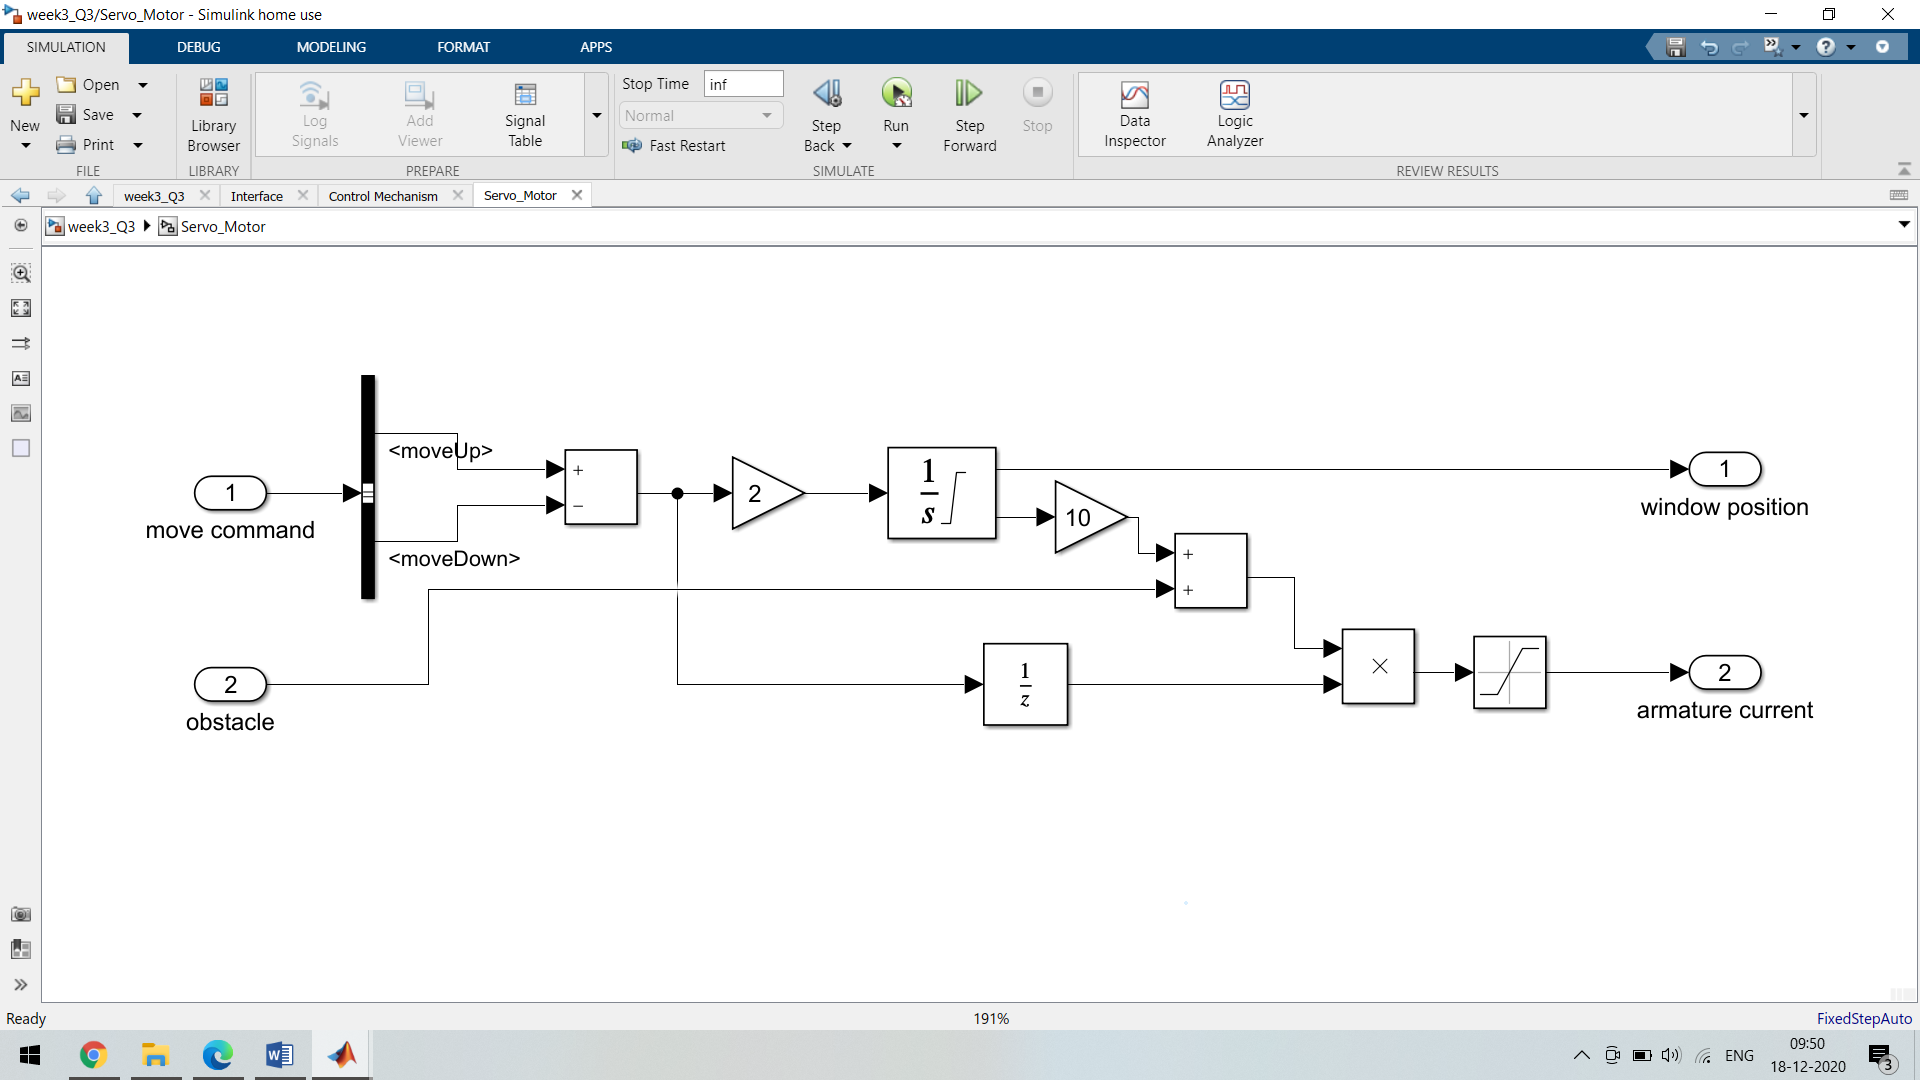 week3_Q3/Servo_Motor - Simulink home use
SIMULATION DEBUG MODELING FORMAT APPS
New
Open
Save
Print
FILE
Library Browser
LIBRARY
Log Signals
Add Viewer
Signal Table
PREPARE
Stop Time inf
Normal
Fast Restart
Step Back
Run
Step Forward
Stop
SIMULATE
Data Inspector
Logic Analyzer
REVIEW RESULTS
week3_Q3 Interface Control Mechanism Servo_Motor
week3_Q3 Servo_Motor
1
move command
<moveUp>
<moveDown>
+
−
2
1
s
10
+
+
1
window position
2
obstacle
1
z
×
2
armature current
Ready 191% FixedStepAuto
ENG
09:50
18-12-2020
3